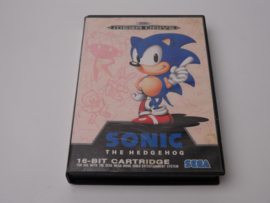 MEGA DRIVE
SONIC
THE HEDGEHOG
16-BIT CARTRIDGE
SEGA